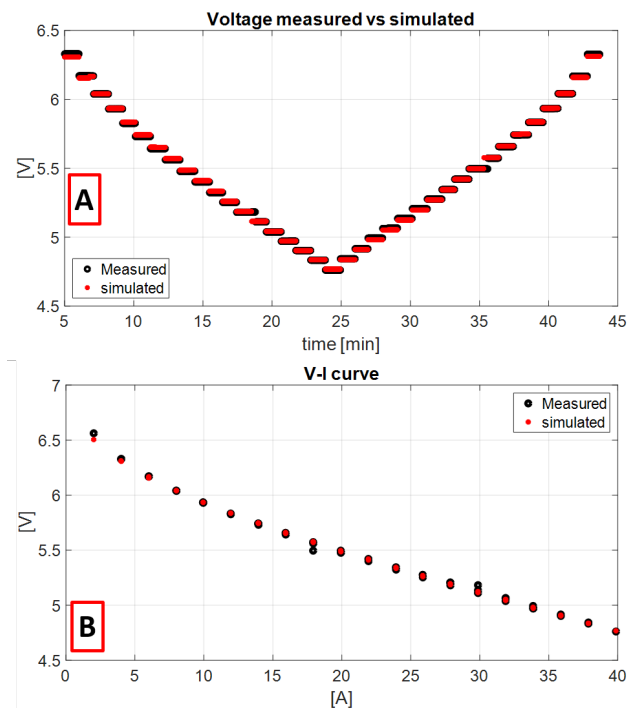 Voltage measured vs simulated
6.5
6
5.5
5
4.5
[V]
A
Measured
simulated
5 10 15 20 25 30 35 40 45
time [min]
V-I curve
7
6.5
6
5.5
5
4.5
[V]
Measured
simulated
B
0 5 10 15 20 25 30 35 40
[A]